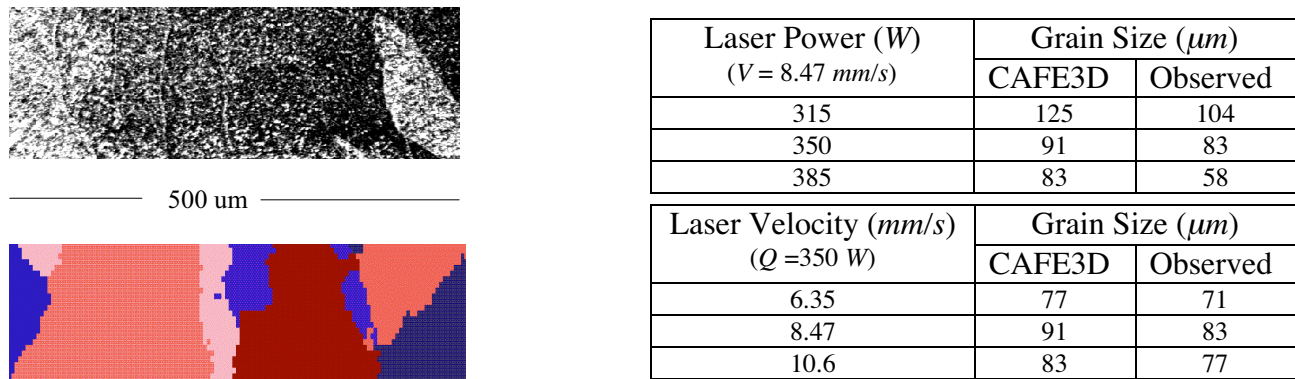 500 um
Laser Power (W)
(V = 8.47 mm/s)
Grain Size (μm)
CAFE3D Observed
315 125 104
350 91 83
385 83 58
Laser Velocity (mm/s)
(Q =350 W)
Grain Size (μm)
CAFE3D Observed
6.35 77 71
8.47 91 83
10.6 83 77